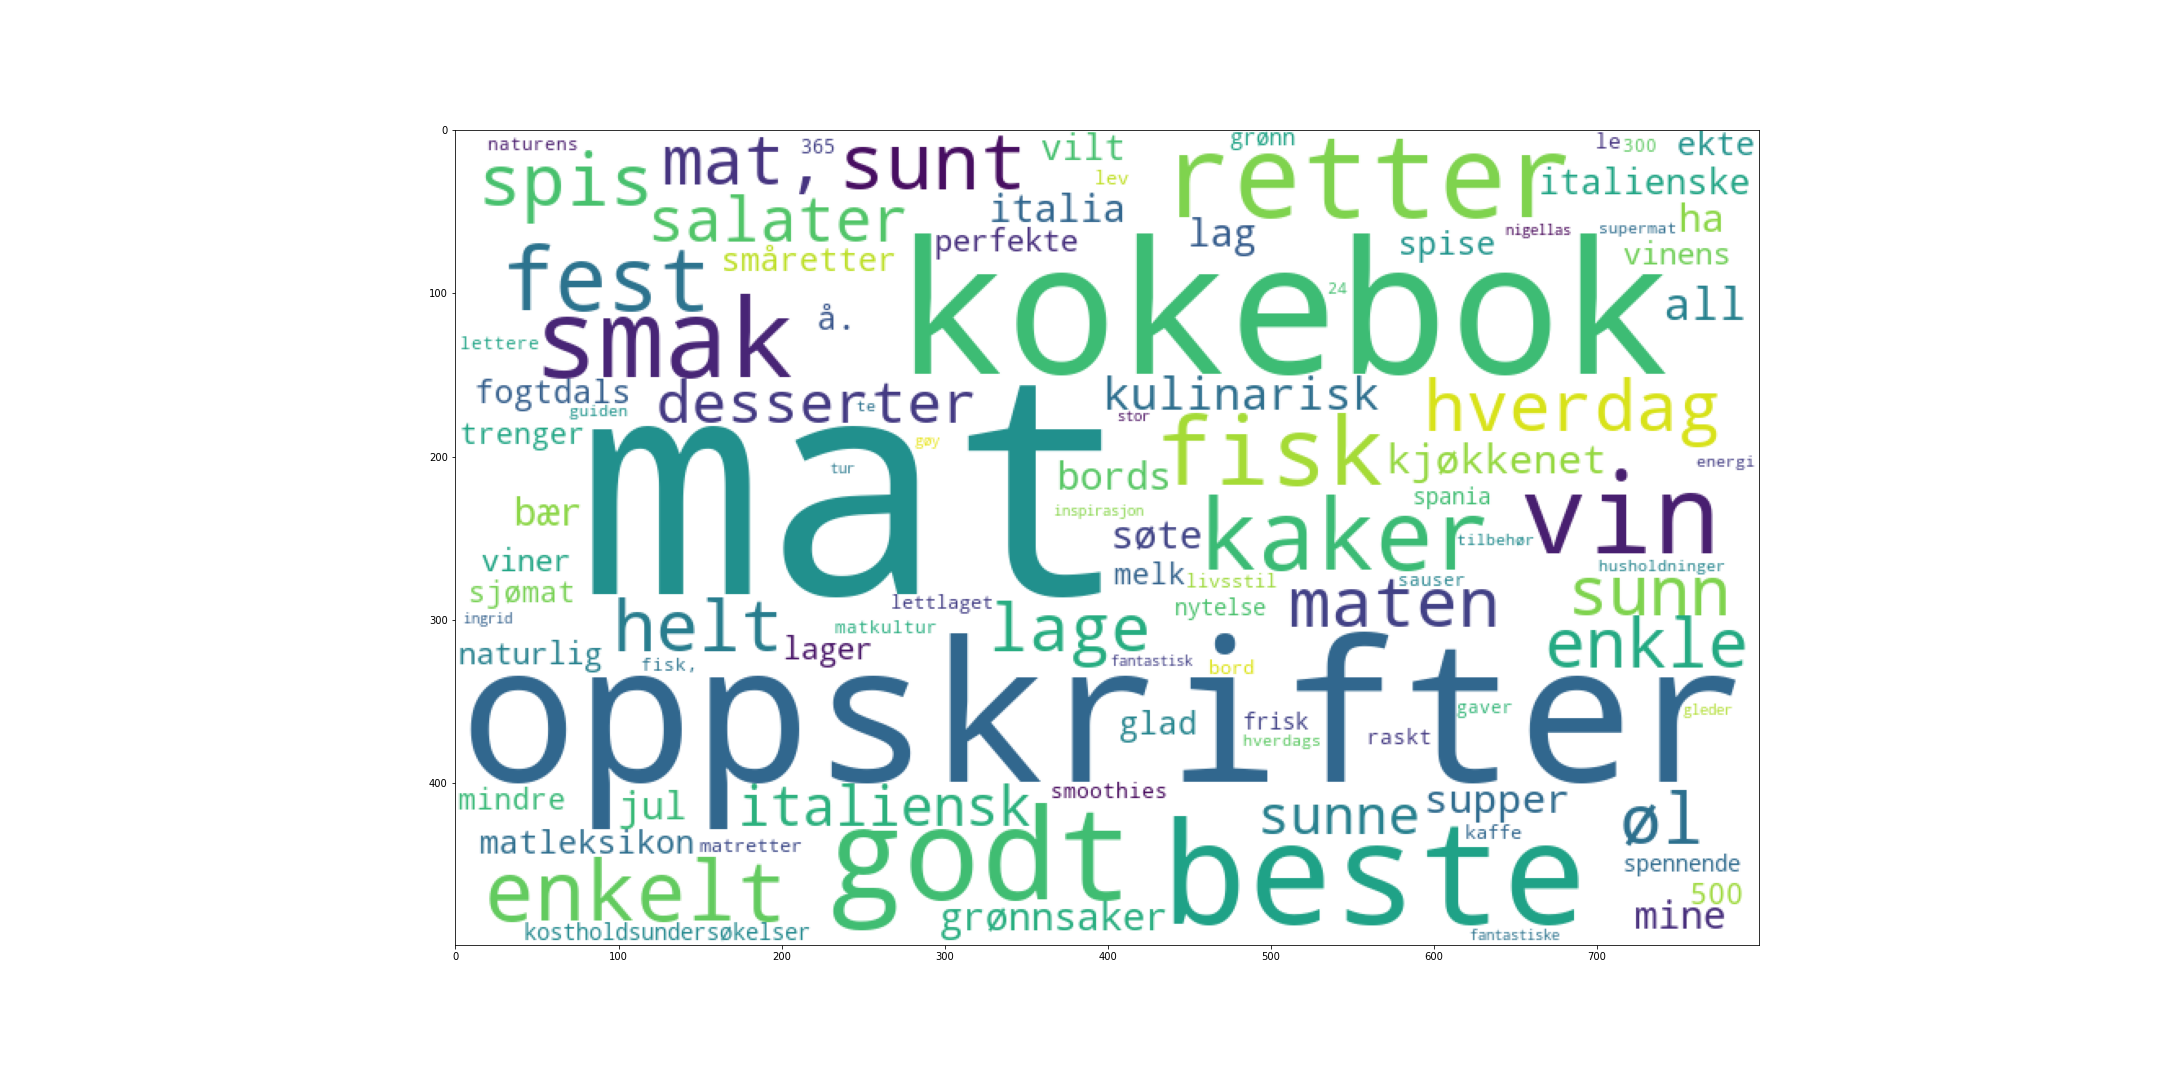 0
100
200
300
400
naturens
365
grønn
le
300
ekte
spis
mat,
sunt
vilt
lev
retter
italienske
salater
italia
perfekte
lag
spise
nigellas
supermat
ha
vinens
fest
småretter
kokebok
24
all
smak
å.
lettere
fogtdals
guiden
desserter
te
kulinarisk
stor
hverdag
trenger
mat
gøy
tur
fisk
kjøkkenet
energi
bords
spania
bær
inspirasjon
søte
kaker
tilbehør
vin
viner
melk
livsstil
sauser
husholdninger
sjømat
sunn
ingrid
helt
lettlaget
matkultur
lage
nytelse
maten
enkle
naturlig
fisk,
lager
fantastisk
bord
oppskrifter
glad
frisk
hverdags
raskt
gaver
gleder
mindre
jul
italiensk
smoothies
sunne
supper
kaffe
øl
matleksikon
matretter
godt
beste
spennende
enkelt
500
grønnsaker
mine
kostholdsundersøkelser
fantastiske
0 100 200 300 400 500 600 700